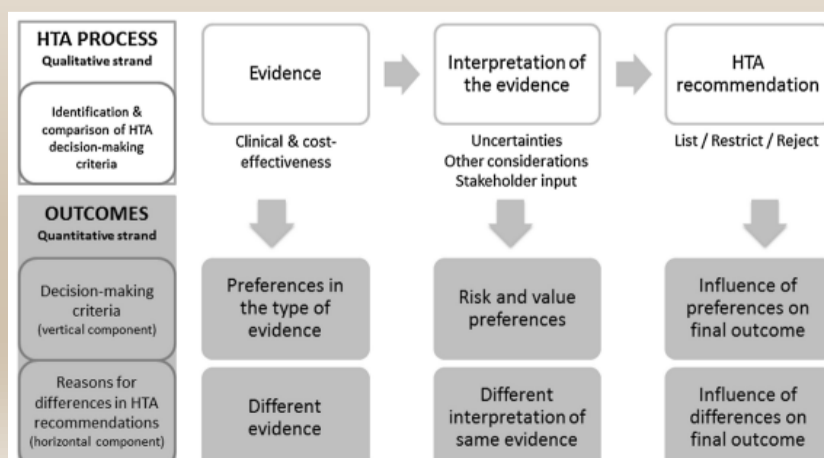 HTA PROCESS
Qualitative strand
Identification &
comparison of HTA
decision-making
criteria
Evidence
Interpretation of
the evidence
HTA
recommendation
Clinical & cost-
effectiveness
Uncertainties
Other considerations
Stakeholder input
List / Restrict / Reject
OUTCOMES
Quantitative strand
Decision-making
criteria
(vertical component)
Preferences in
the type of
evidence
Risk and value
preferences
Influence of
preferences on
final outcome
Reasons for
differences in HTA
recommendations
(horizontal component)
Different
evidence
Different
interpretation of
same evidence
Influence of
differences on
final outcome